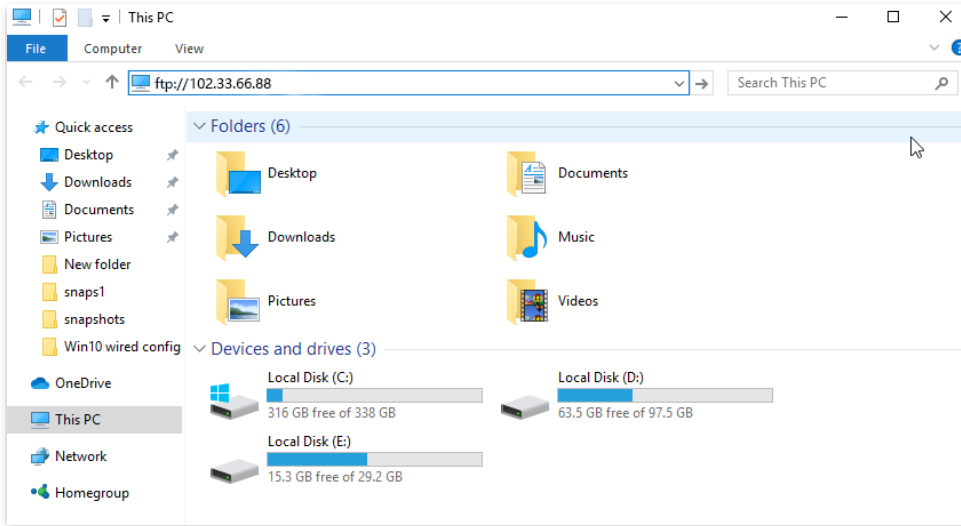 This PC
File Computer View
ftp://102.33.66.88
Search This PC
Quick access
Desktop
Downloads
Documents
Pictures
New folder
snaps1
snapshots
Win10 wired config
OneDrive
This PC
Network
Homegroup
Folders (6)
Desktop
Documents
Downloads
Music
Pictures
Videos
Devices and drives (3)
Local Disk (C:)
316 GB free of 338 GB
Local Disk (D:)
63.5 GB free of 97.5 GB
Local Disk (E:)
15.3 GB free of 29.2 GB